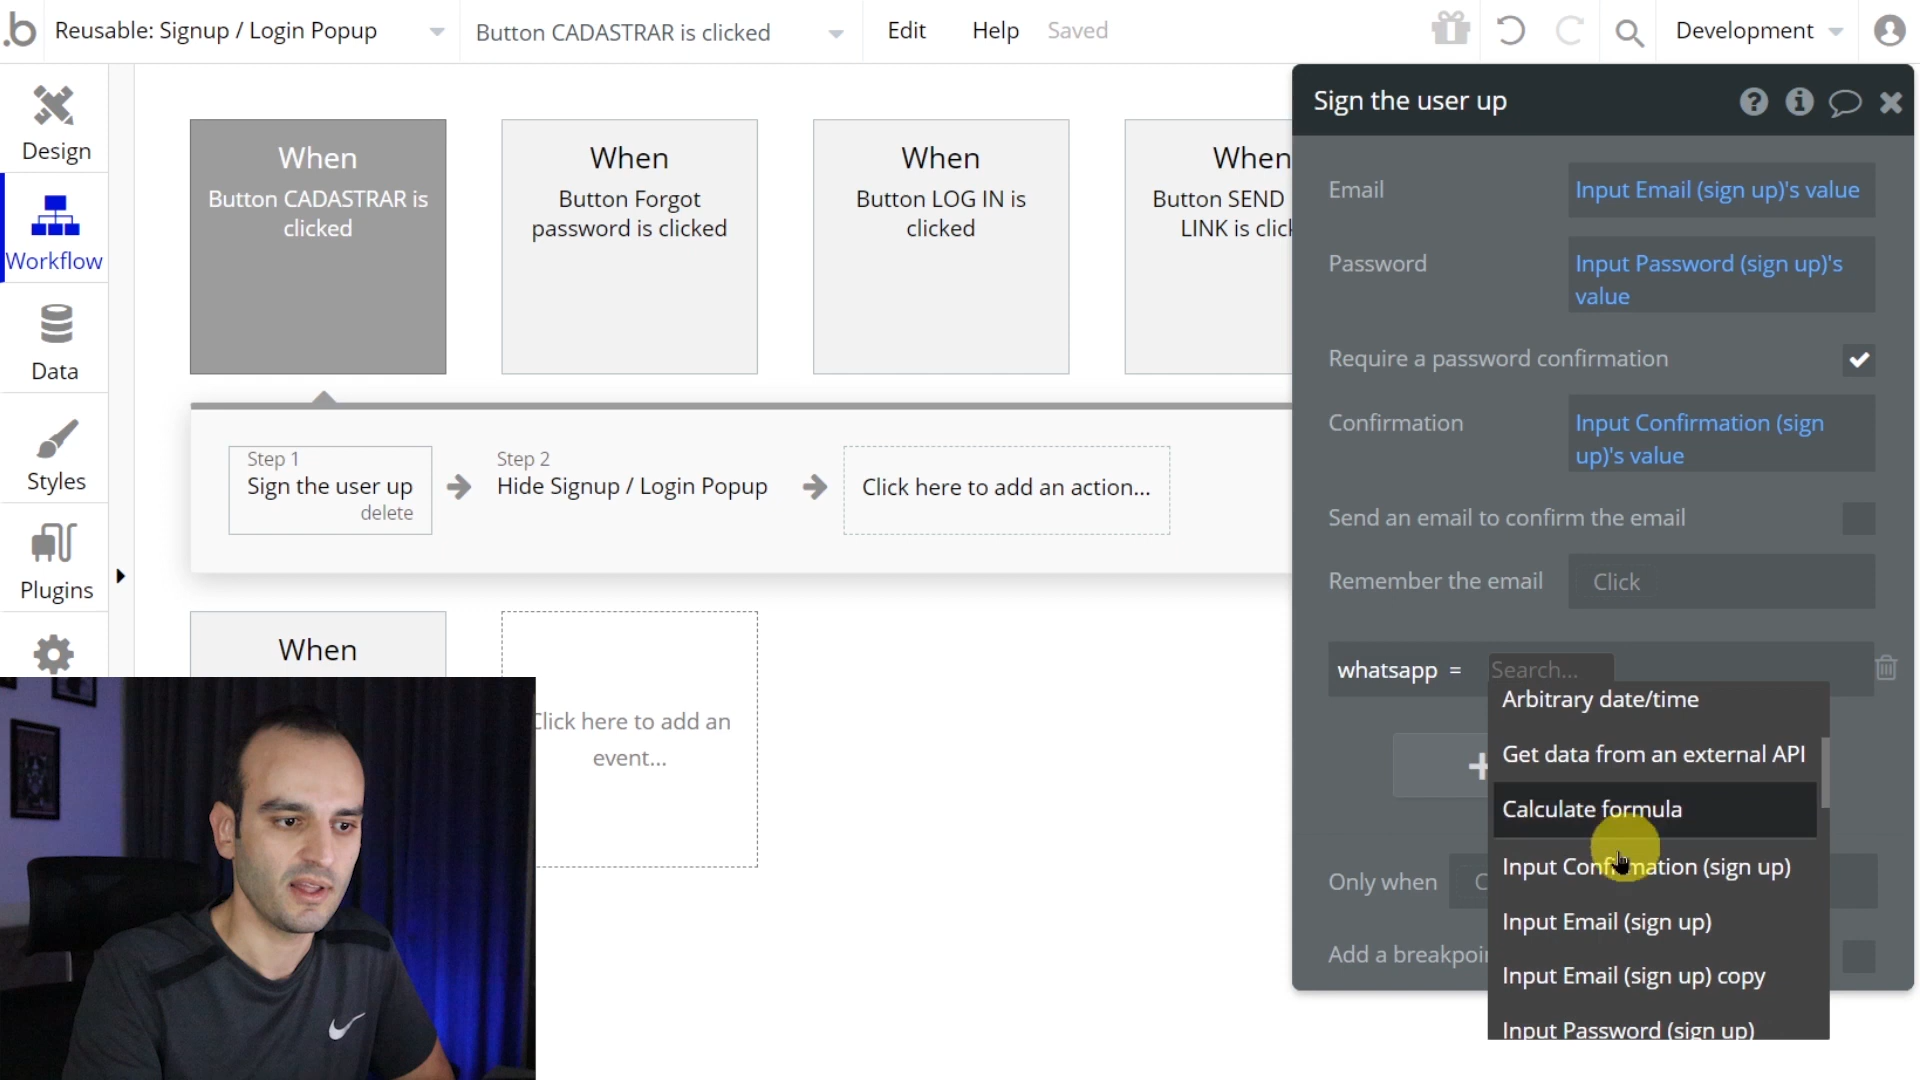 .b
Reusable: Signup / Login Popup
Button CADASTRAR is clicked
Edit
Help
Saved
Development
Design
Workflow
Data
Styles
Plugins
When
Button CADASTRAR is
clicked
When
Button Forgot
password is clicked
When
Button LOG IN is
clicked
When
Button SEND
LINK is click
Step 1
Sign the user up
delete
Step 2
Hide Signup / Login Popup
Click here to add an action...
When
Click here to add an
event...
Sign the user up
Email
Input Email (sign up)'s value
Password
Input Password (sign up)'s
value
Require a password confirmation
Confirmation
Input Confirmation (sign
up)'s value
Send an email to confirm the email
Remember the email
Click
whatsapp =
Search...
Arbitrary date/time
Get data from an external API
Calculate formula
Input Confirmation (sign up)
Input Email (sign up)
Input Email (sign up) copy
Input Password (sign up)
Only when
C
Add a breakpoi